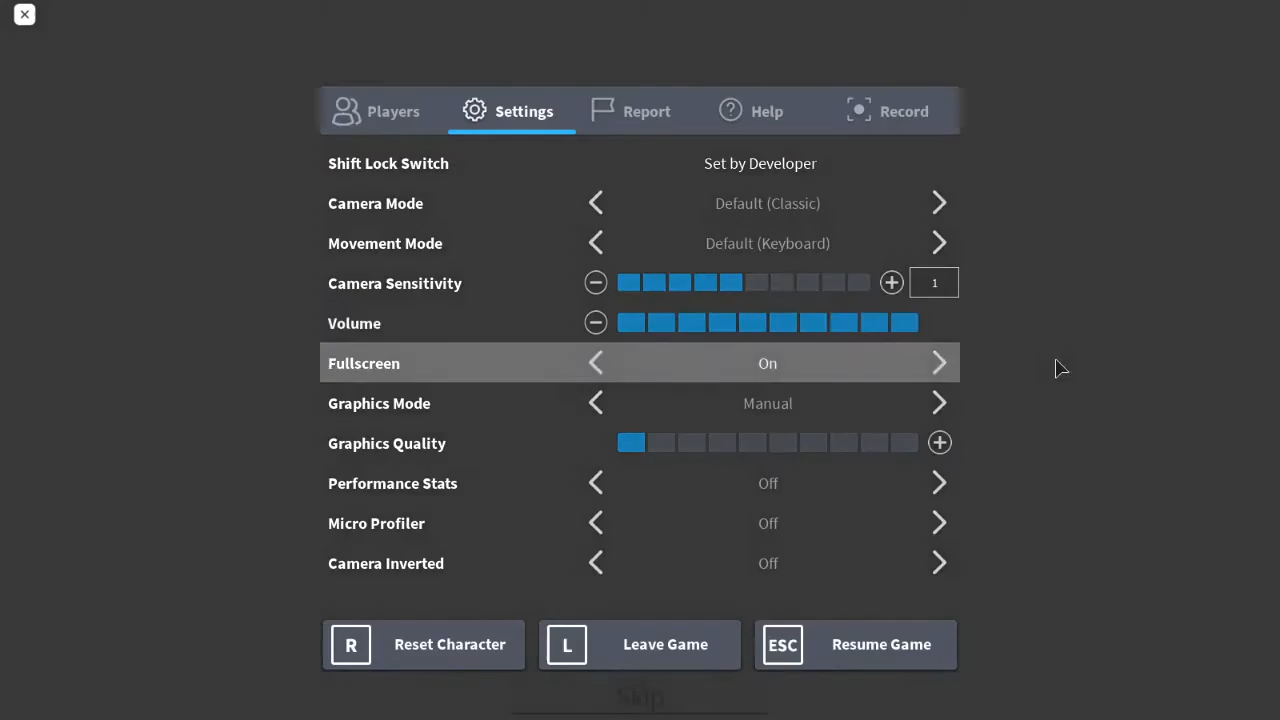 Players Settings Report Help Record
Shift Lock Switch Set by Developer
Camera Mode Default (Classic)
Movement Mode Default (Keyboard)
Camera Sensitivity 1
Volume
Fullscreen On
Graphics Mode Manual
Graphics Quality
Performance Stats Off
Micro Profiler Off
Camera Inverted Off
R Reset Character L Leave Game ESC Resume Game
Skip